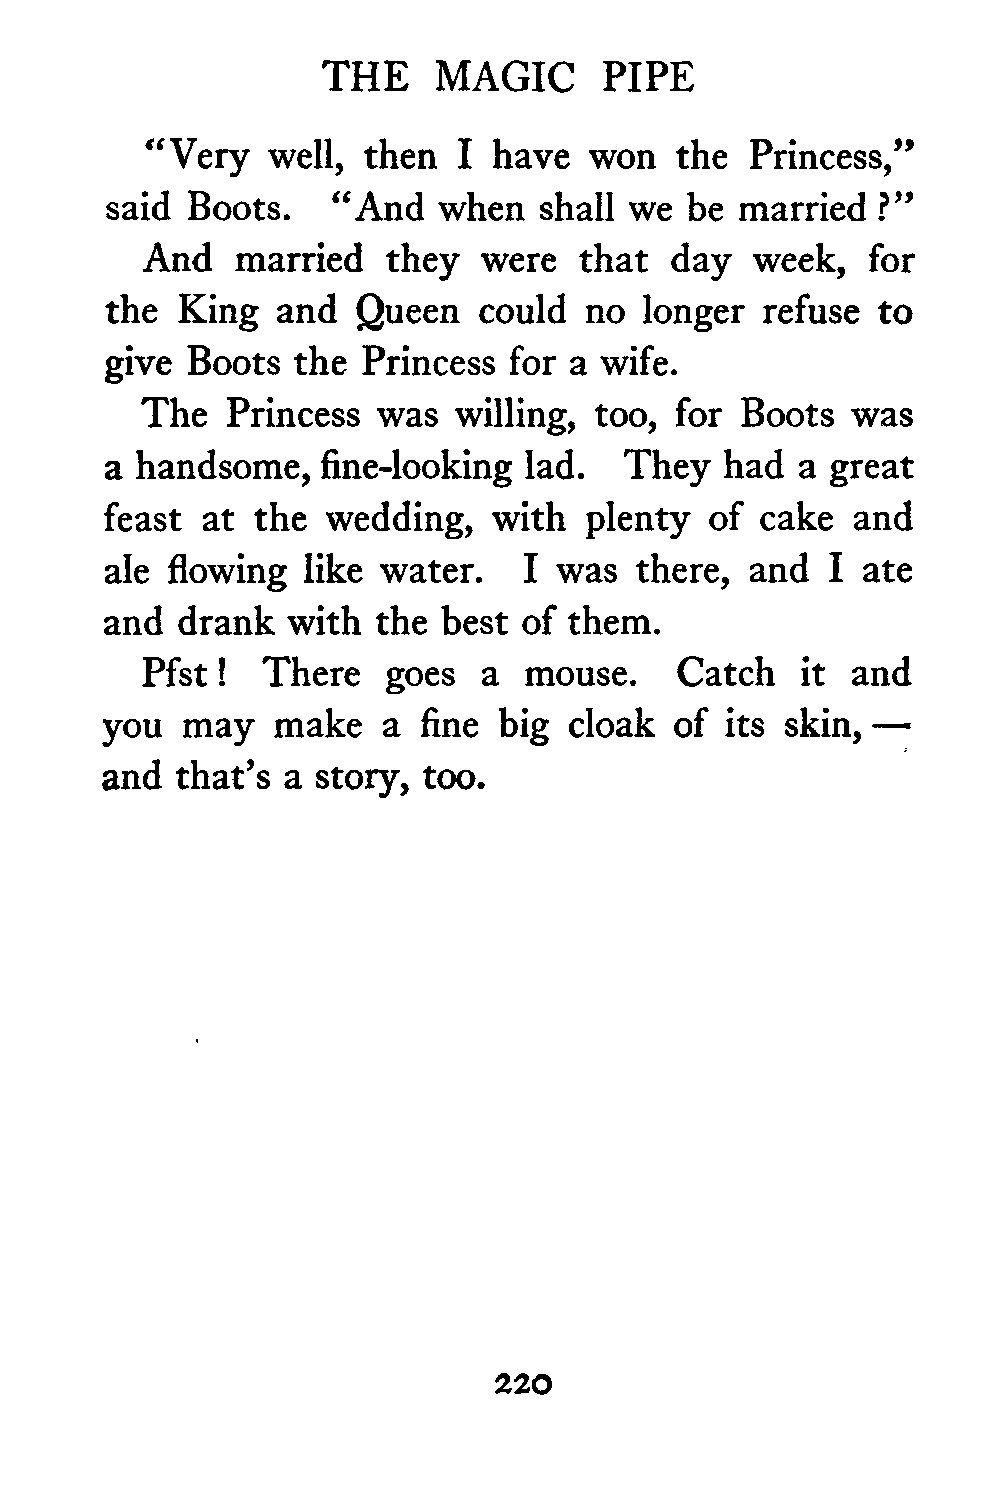 THE MAGIC PIPE
“Very well, then I have won the Princess,”
said Boots. “And when shall we be married ?”
And married they were that day week, for
the King and Queen could no longer refuse to
give Boots the Princess for a wife.
The Princess was willing, too, for Boots was
a handsome, fine-looking lad. They had a great
feast at the wedding, with plenty of cake and
ale flowing like water. I was there, and I ate
and drank with the best of them.
Pfst ! There goes a mouse. Catch it and
you may make a fine big cloak of its skin, —
and that’s a story, too.
220